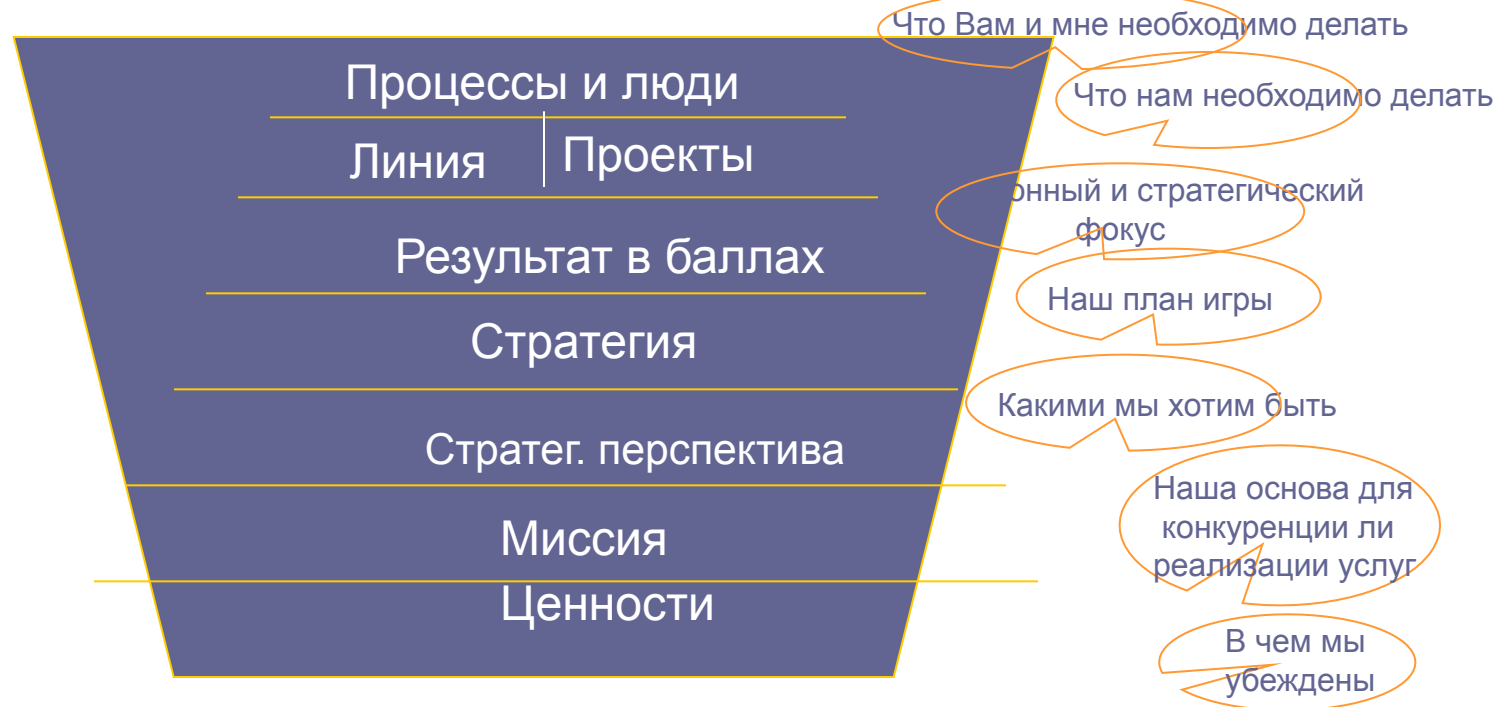 Что Вам и мне необходимо делать
Процессы и люди
Что нам необходимо делать
Линия
Проекты
онный и стратегический
фокус
Результат в баллах
Наш план игры
Стратегия
Какими мы хотим быть
Стратег. перспектива
Наша основа для
конкуренции ли
реализации услуг
Миссия
Ценности
В чем мы
убеждены